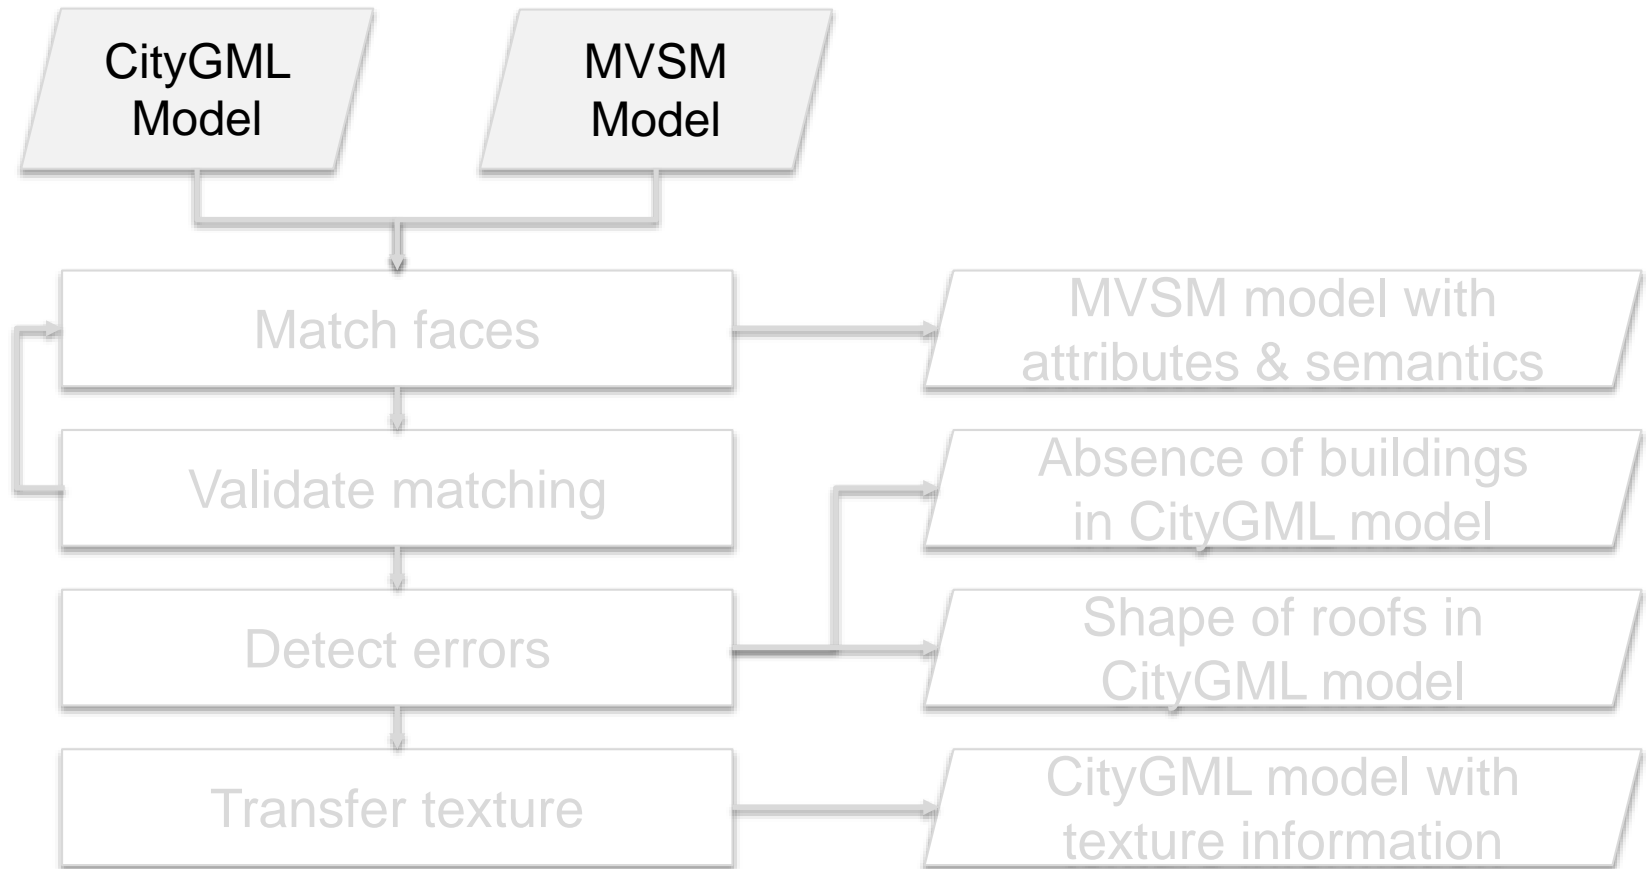 CityGML
Model
MVSM
Model
Match faces
MVSM model with
attributes & semantics
Validate matching
Absence of buildings
in CityGML model
Detect errors
Shape of roofs in
CityGML model
Transfer texture
CityGML model with
texture information